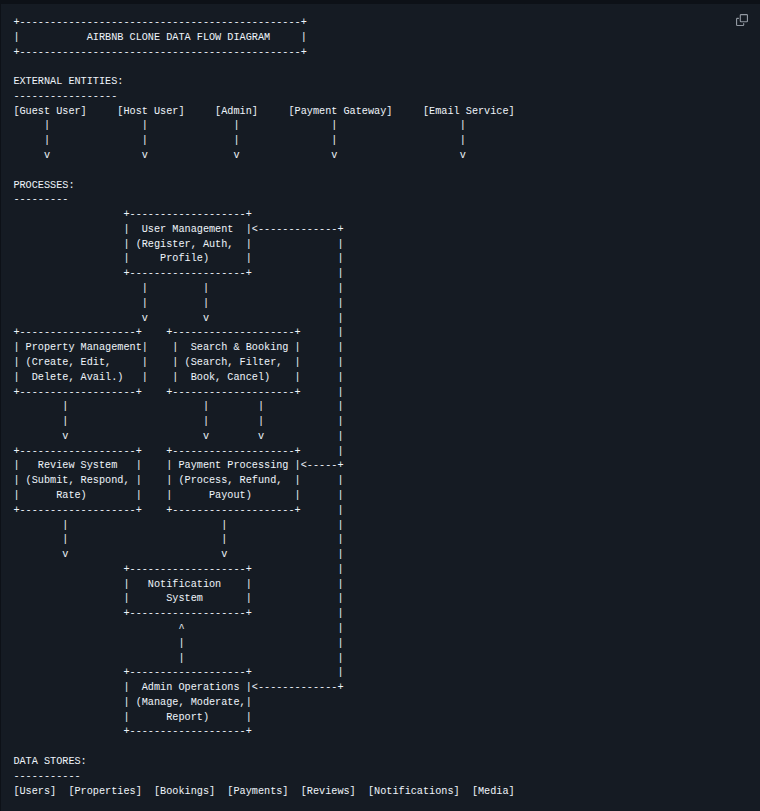 +----------------------------------------------+
|           AIRBNB CLONE DATA FLOW DIAGRAM     |
+----------------------------------------------+

EXTERNAL ENTITIES:
-----------------
[Guest User]     [Host User]     [Admin]     [Payment Gateway]     [Email Service]
     |               |              |               |                    |
     |               |              |               |                    |
     v               v              v               v                    v

PROCESSES:
---------
                  +-------------------+
                  |  User Management  |<-------------+
                  | (Register, Auth,  |              |
                  |     Profile)      |              |
                  +-------------------+              |
                     |         |                     |
                     |         |                     |
                     v         v                     |
+-------------------+    +--------------------+      |
| Property Management|    |  Search & Booking |      |
| (Create, Edit,     |    | (Search, Filter,  |      |
|  Delete, Avail.)   |    |  Book, Cancel)    |      |
+-------------------+    +--------------------+      |
        |                      |        |            |
        |                      |        |            |
        v                      v        v            |
+-------------------+    +--------------------+      |
|   Review System   |    | Payment Processing |<-----+
| (Submit, Respond, |    | (Process, Refund,  |      |
|      Rate)        |    |      Payout)       |      |
+-------------------+    +--------------------+      |
        |                         |                  |
        |                         |                  |
        v                         v                  |
                  +-------------------+              |
                  |   Notification    |              |
                  |      System       |              |
                  +-------------------+              |
                           ^                         |
                           |                         |
                           |                         |
                  +-------------------+              |
                  |  Admin Operations |<-------------+
                  | (Manage, Moderate,|
                  |      Report)      |
                  +-------------------+

DATA STORES:
-----------
[Users]  [Properties]  [Bookings]  [Payments]  [Reviews]  [Notifications]  [Media]